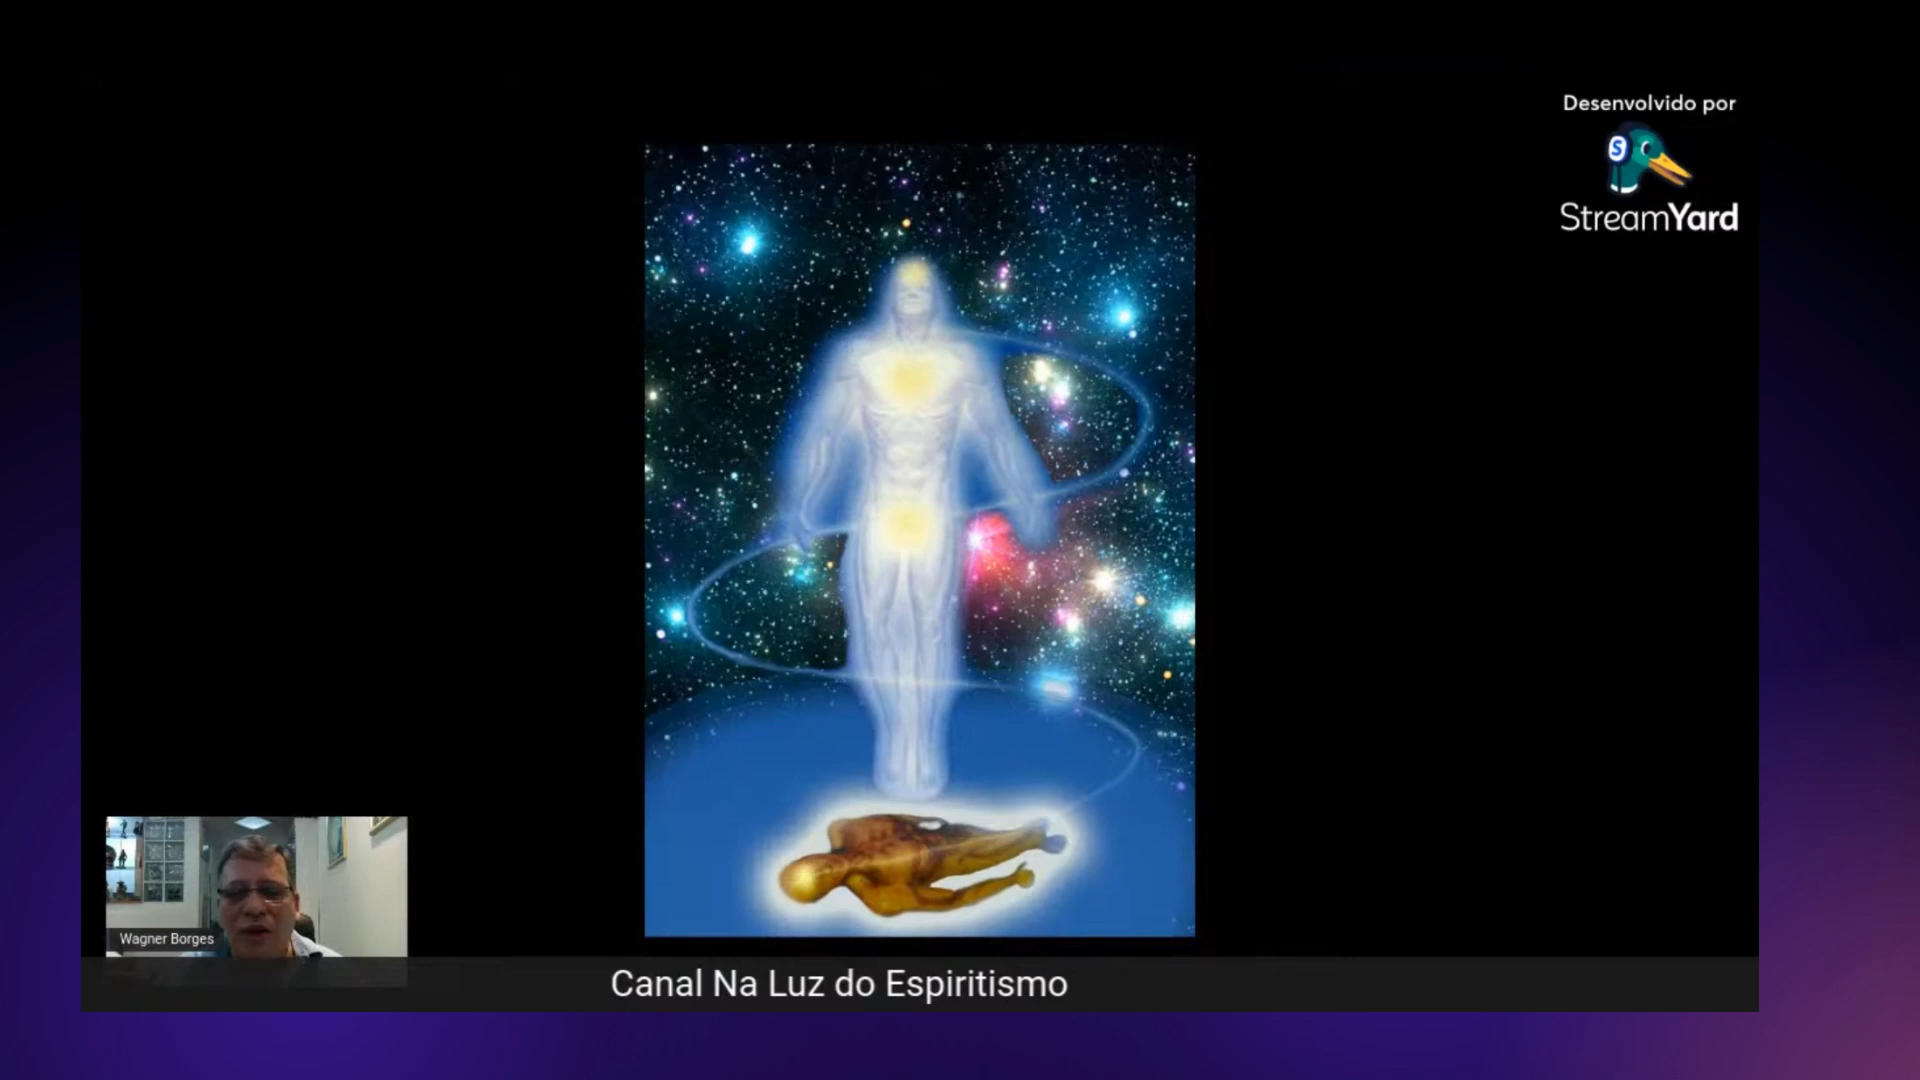 Desenvolvido por
S
StreamYard
Wagner Borges
Canal Na Luz do Espiritismo